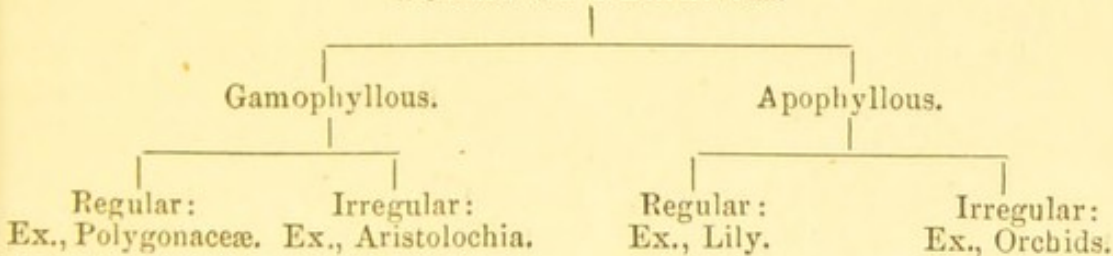 Gamophyllous. Apophyllous.
Regular: Irregular: Regular: Irregular:
Ex., Polygonaceæ. Ex., Aristolochia. Ex., Lily. Ex., Orchids.